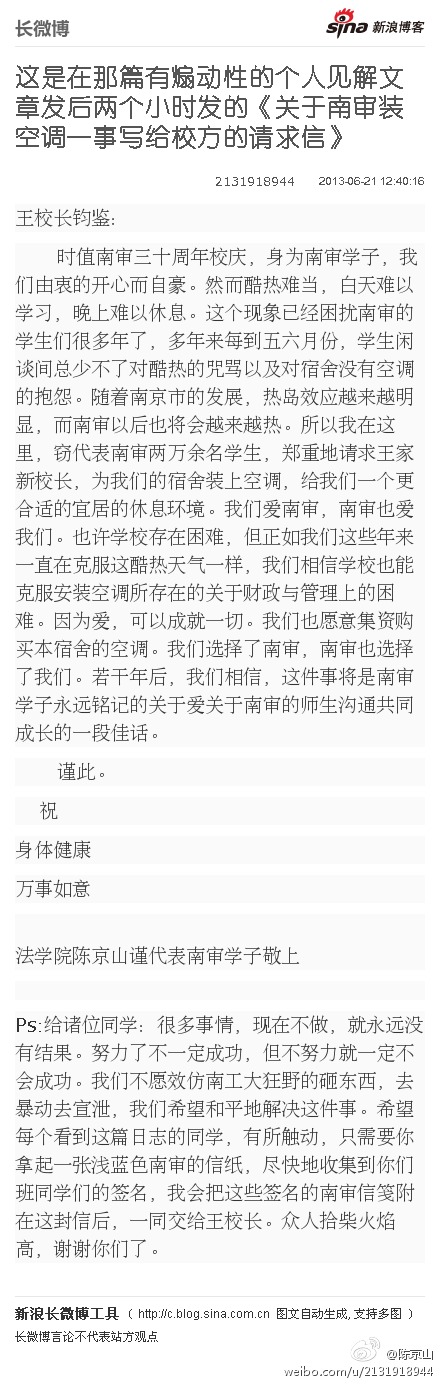 长微博
sina 新浪博客
这是在那篇有煽动性的个人见解文
章发后两个小时发的《关于南审装
空调一事写给校方的请求信》
2131918944 2013-06-21 12:40:16
王校长钧鉴:
时值南审三十周年校庆，身为南审学子，我
们由衷的开心而自豪。然而酷热难当，白天难以
学习，晚上难以休息。这个现象已经困扰南审的
学生们很多年了，多年来每到五六月份，学生闲
谈间总少不了对酷热的咒骂以及对宿舍没有空调
的抱怨。随着南京市的发展，热岛效应越来越明
显，而南审以后也将会越来越热。所以我在这
里，窃代表南审两万余名学生，郑重地请求王家
新校长，为我们的宿舍装上空调，给我们一个更
合适的宜居的休息环境。我们爱南审，南审也爱
我们。也许学校存在困难，但正如我们这些年来
一直在克服这酷热天气一样，我们相信学校也能
克服安装空调所存在的关于财政与管理上的困
难。因为爱，可以成就一切。我们也愿意集资购
买本宿舍的空调。我们选择了南审，南审也选择
了我们。若干年后，我们相信，这件事将是南审
学子永远铭记的关于爱关于南审的师生沟通共同
成长的一段佳话。
谨此。
祝
身体健康
万事如意
法学院陈京山谨代表南审学子敬上
Ps:给诸位同学：很多事情，现在不做，就永远没
有结果。努力了不一定成功，但不努力就一定不
会成功。我们不愿效仿南工大狂野的砸东西，去
暴动去宣泄，我们希望和平地解决这件事。希望
每个看到这篇日志的同学，有所触动，只需要你
拿起一张浅蓝色南审的信纸，尽快地收集到你们
班同学们的签名，我会把这些签名的南审信笺附
在这封信后，一同交给王校长。众人拾柴火焰
高，谢谢你们了。
新浪长微博工具 （ http://c.blog.sina.com.cn 图文自动生成, 支持多图 ）
长微博言论不代表站方观点
@陈京山
weibo.com/u/2131918944